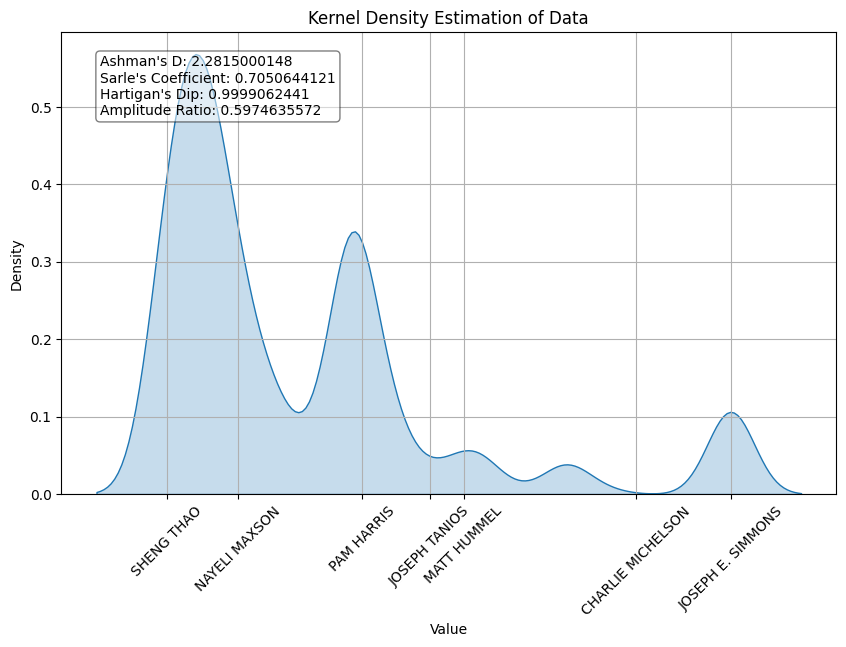 Kernel Density Estimation of Data
Ashman's D: 2.2815000148
Sarle's Coefficient: 0.7050644121
Hartigan's Dip: 0.9999062441
Amplitude Ratio: 0.5974635572
Density
0.5
0.4
0.3
0.2
0.1
0.0
SHENG THAO
NAYELI MAXSON
PAM HARRIS
JOSEPH TANIOS
MATT HUMMEL
CHARLIE MICHELSON
JOSEPH E. SIMMONS
Value